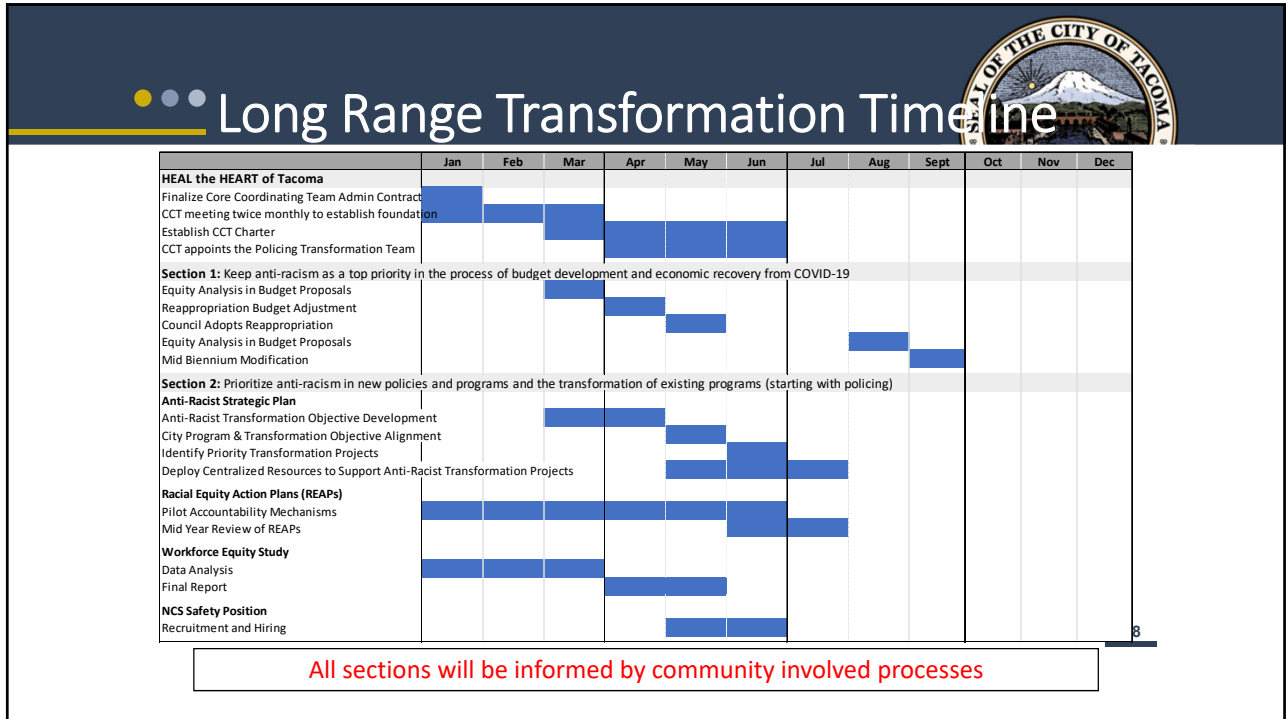 SEAL OF THE CITY OF TACOMA
Long Range Transformation Timeline
Jan Feb Mar Apr May Jun Jul Aug Sept Oct Nov Dec
HEAL the HEART of Tacoma
Finalize Core Coordinating Team Admin Contract
CCT meeting twice monthly to establish foundation
Establish CCT Charter
CCT appoints the Policing Transformation Team
Section 1: Keep anti-racism as a top priority in the process of budget development and economic recovery from COVID-19
Equity Analysis in Budget Proposals
Reappropriation Budget Adjustment
Council Adopts Reappropriation
Equity Analysis in Budget Proposals
Mid Biennium Modification
Section 2: Prioritize anti-racism in new policies and programs and the transformation of existing programs (starting with policing)
Anti-Racist Strategic Plan
Anti-Racist Transformation Objective Development
City Program & Transformation Objective Alignment
Identify Priority Transformation Projects
Deploy Centralized Resources to Support Anti-Racist Transformation Projects
Racial Equity Action Plans (REAPs)
Pilot Accountability Mechanisms
Mid Year Review of REAPs
Workforce Equity Study
Data Analysis
Final Report
NCS Safety Position
Recruitment and Hiring
8
All sections will be informed by community involved processes